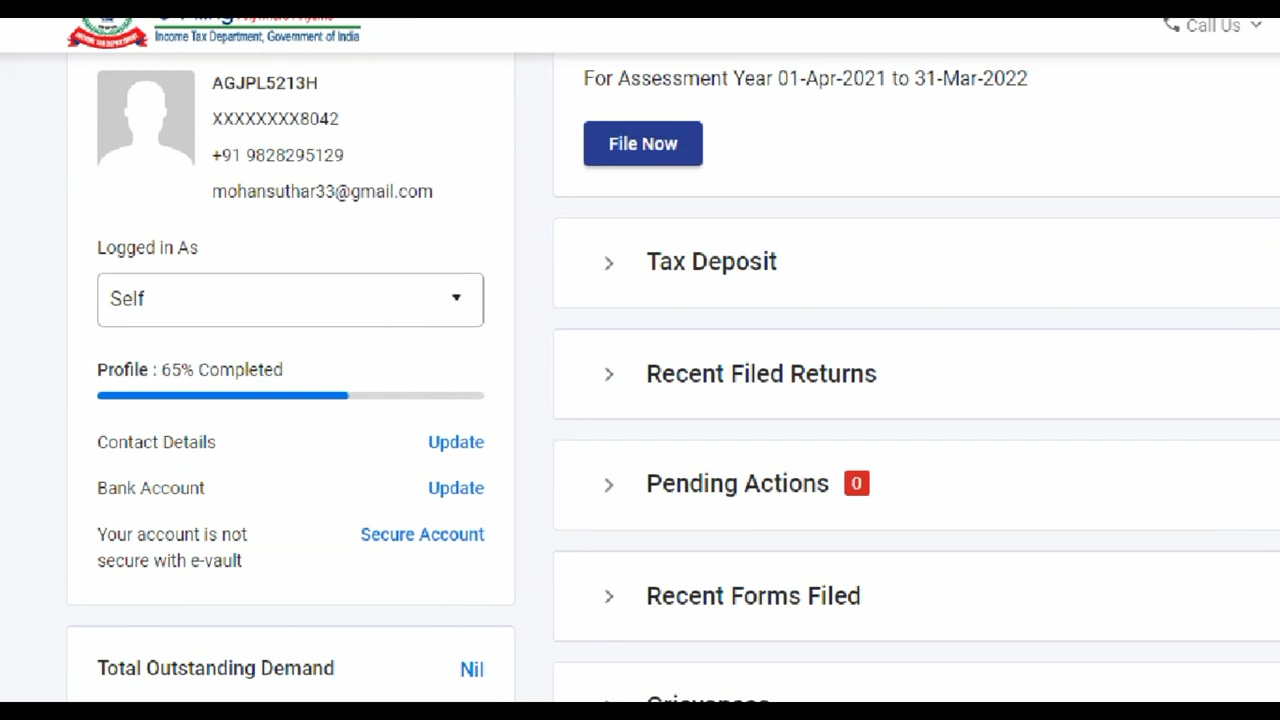 Income Tax Department, Government of India
Call Us
AGJPL5213H
XXXXXXXX8042
+91 9828295129
mohansuthar33@gmail.com
Logged in As
Self
Profile : 65% Completed
Contact Details Update
Bank Account Update
Your account is not
secure with e-vault
Secure Account
Total Outstanding Demand Nil
For Assessment Year 01-Apr-2021 to 31-Mar-2022
File Now
Tax Deposit
Recent Filed Returns
Pending Actions 0
Recent Forms Filed
Grievances